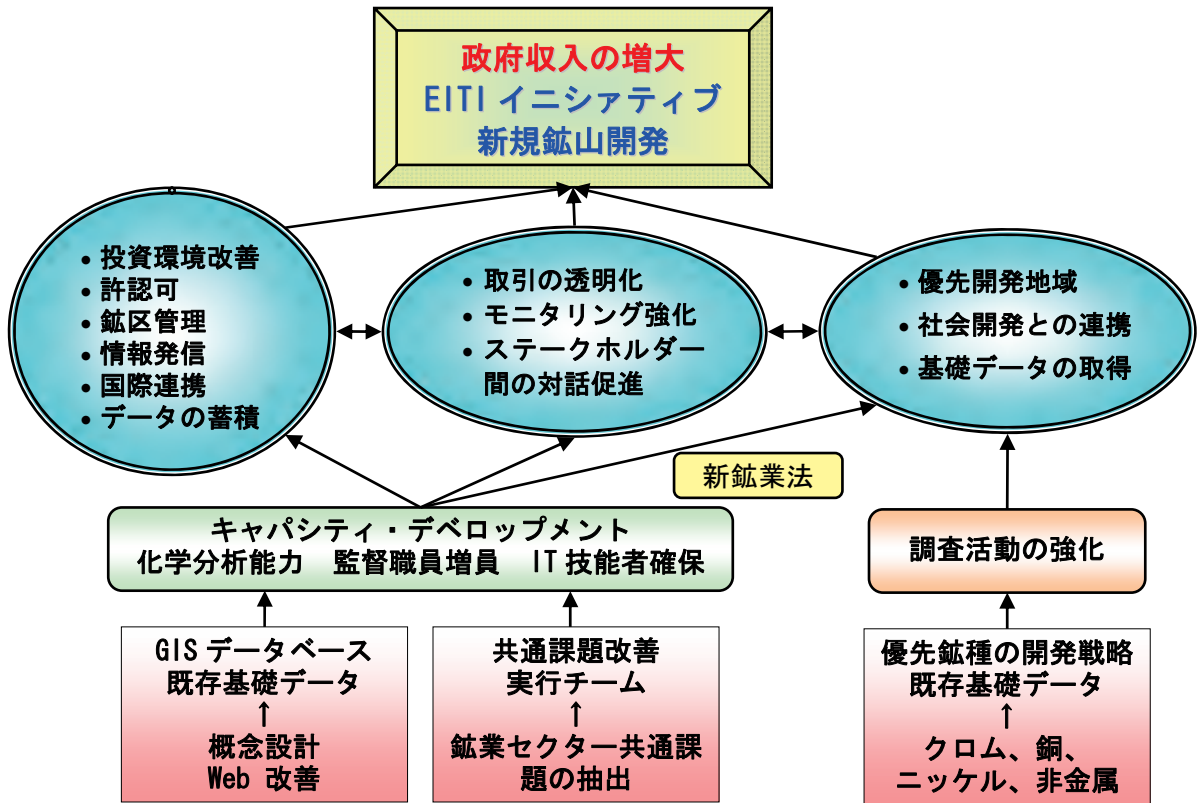 政府収入の増大
EITI イニシァティブ
新規鉱山開発
• 投資環境改善
• 許認可
• 鉱区管理
• 情報発信
• 国際連携
• データの蓄積
• 取引の透明化
• モニタリング強化
• ステークホルダー
間の対話促進
• 優先開発地域
• 社会開発との連携
• 基礎データの取得
新鉱業法
キャパシティ・デベロップメント
化学分析能力　監督職員増員　IT 技能者確保
調査活動の強化
GIS データベース
既存基礎データ
↑
概念設計
Web 改善
共通課題改善
実行チーム
↑
鉱業セクター共通課
題の抽出
優先鉱種の開発戦略
既存基礎データ
↑
クロム、銅、
ニッケル、非金属